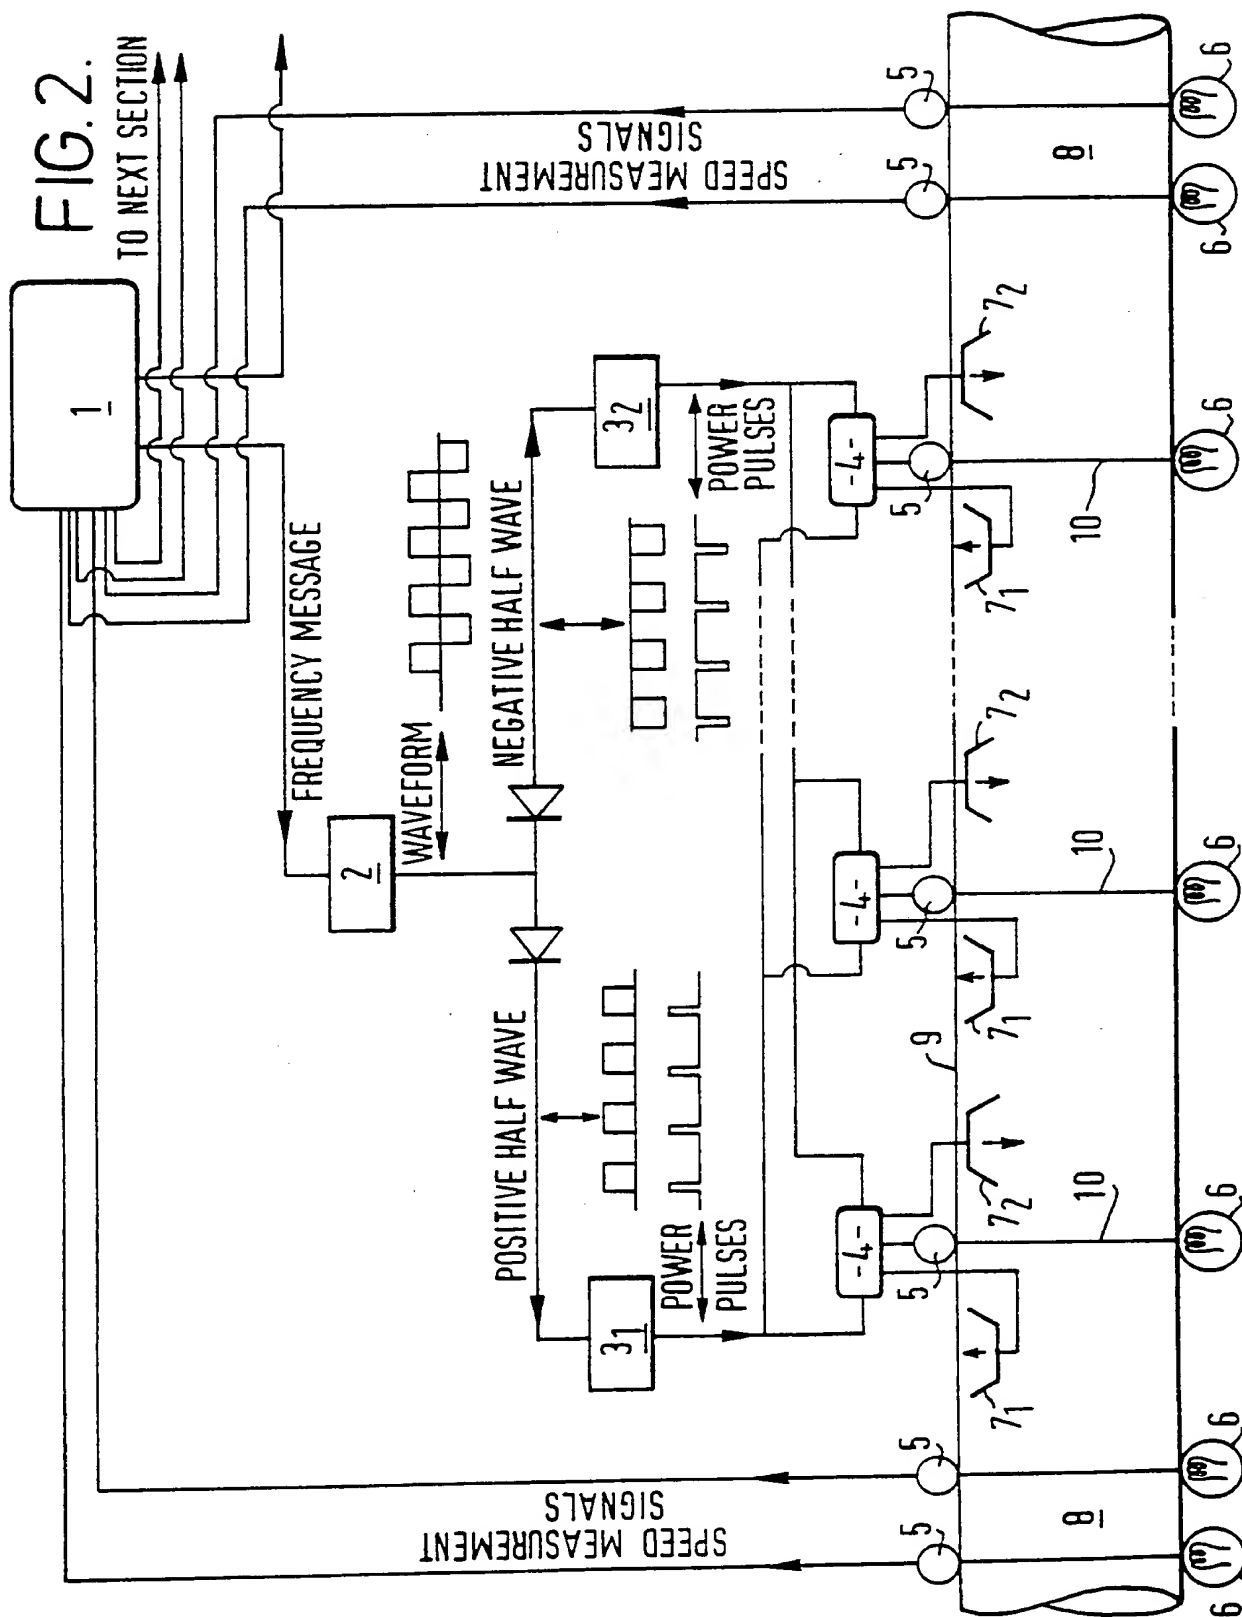 FIG. 2.
TO NEXT SECTION
1
FREQUENCY MESSAGE
2
WAVEFORM
POSITIVE HALF WAVE
NEGATIVE HALF WAVE
3₁
3₂
POWER
PULSES
POWER
PULSES
SPEED MEASUREMENT
SIGNALS
SPEED MEASUREMENT
SIGNALS
-4-
-4-
-4-
5
5
5
5
5
5
5
7₁
7₂
7₁
7₂
7₁
7₂
9
8
8
10
10
10
6
6
6
6
6
6
6